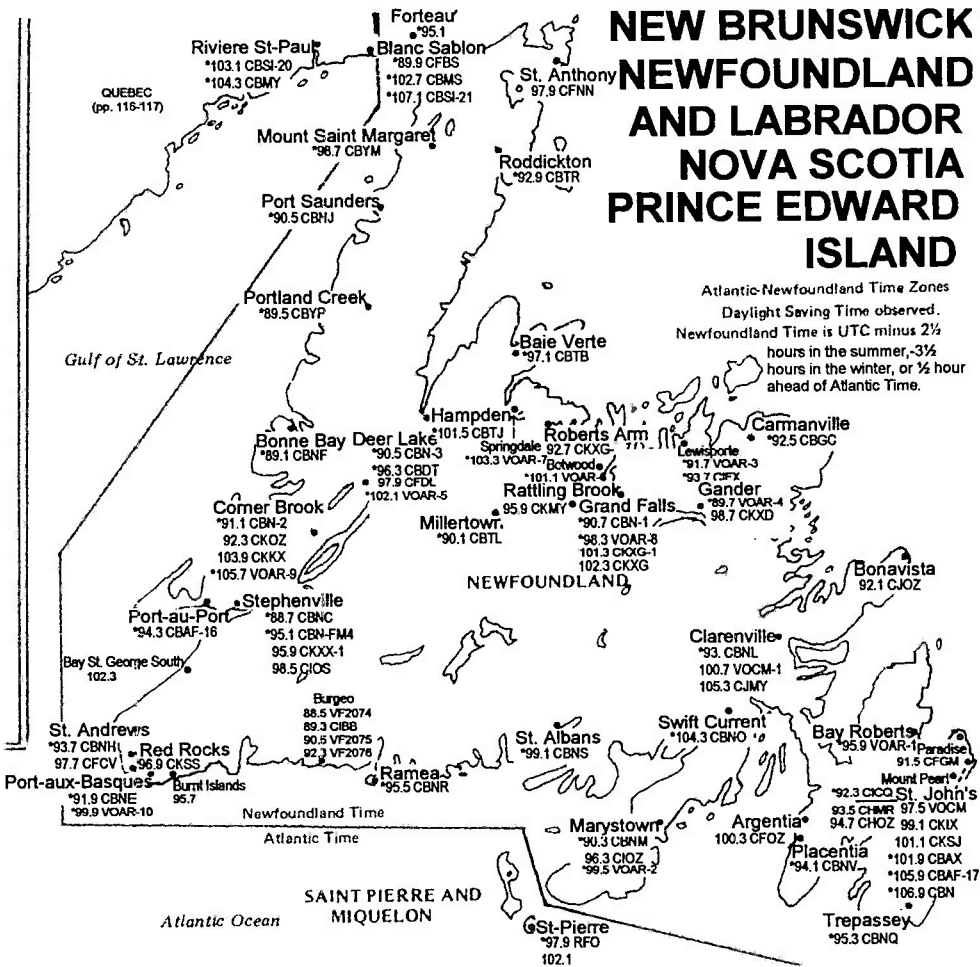 NEW BRUNSWICK
NEWFOUNDLAND
AND LABRADOR
NOVA SCOTIA
PRINCE EDWARD
ISLAND
Atlantic-Newfoundland Time Zones
Daylight Saving Time observed.
Newfoundland Time is UTC minus 2½
hours in the summer,-3½
hours in the winter, or ½ hour
ahead of Atlantic Time.
Forteau
*95.1
Riviere St-Paul
*103.1 CBSI-20
*104.3 CBMY
Blanc Sablon
*89.9 CFBS
*102.7 CBMS
*107.1 CBSI-21
QUEBEC
(pp. 116-117)
St. Anthony
97.9 CFNN
Mount Saint Margaret
*98.7 CBYM
Roddickton
*92.9 CBTR
Port Saunders
*90.5 CBNJ
Portland Creek
*89.5 CBYP
Gulf of St. Lawrence
Baie Verte
*97.1 CBTB
Hampden
*101.5 CBTJ
Bonne Bay
*89.1 CBNF
Deer Lake
*90.5 CBN-3
*96.3 CBDT
97.9 CFDL
*102.1 VOAR-5
Springdale
*103.3 VOAR-7
Roberts Arm
92.7 CKXG-
Botwood
*101.1 VOAR-6
Lewisporte
*91.7 VOAR-3
*93.7 CIFX
Carmanville
*92.5 CBGC
Rattling Brook
95.9 CKMY
Grand Falls
*90.7 CBN-1
*98.3 VOAR-8
101.3 CKXG-1
102.3 CKXG
Gander
*89.7 VOAR-4
98.7 CKXD
Corner Brook
*91.1 CBN-2
92.3 CKOZ
103.9 CKKX
*105.7 VOAR-9
Millertown
*90.1 CBTL
NEWFOUNDLAND
Bonavista
92.1 CJOZ
Port-au-Port
*94.3 CBAF-16
Stephenville
*88.7 CBNC
*95.1 CBN-FM4
95.9 CKXX-1
98.5 CIOS
Bay St. George South
102.3
Clarenville
*93. CBNL
100.7 VOCM-1
105.3 CJMY
Burgeo
88.5 VF2074
89.3 CIBB
90.5 VF2075
92.3 VF2076
St. Andrews
*93.7 CBNH
97.7 CFCV
Red Rocks
96.9 CKSS
Port-aux-Basques
*91.9 CBNE
*99.9 VOAR-10
Burnt Islands
95.7
Ramea
*95.5 CBNR
St. Albans
*99.1 CBNS
Swift Current
*104.3 CBNO
Bay Roberts
*95.9 VOAR-1
Paradise
91.5 CFGM
Mount Pearl
*92.3 CICQ
93.5 CHMR
94.7 CHOZ
St. John's
97.5 VOCM
99.1 CKIX
101.1 CKSJ
*101.9 CBAX
*105.9 CBAF-17
*106.9 CBN
Newfoundland Time
Atlantic Time
Marystown
*90.3 CBNM
96.3 CIOZ
*99.5 VOAR-2
Argentia
100.3 CFOZ
Placentia
*94.1 CBNV
Trepassey
*95.3 CBNQ
SAINT PIERRE AND
MIQUELON
Atlantic Ocean
St-Pierre
*97.9 RFO
102.1